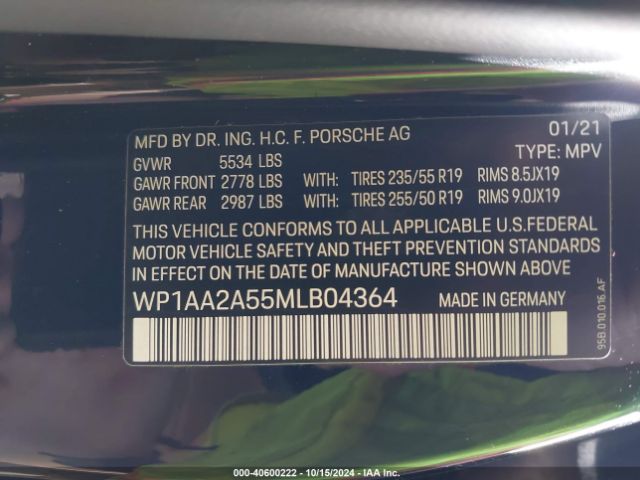 MFD BY DR. ING. H.C. F. PORSCHE AG 01/21
GVWR 5534 LBS TYPE: MPV
GAWR FRONT 2778 LBS WITH: TIRES 235/55 R19 RIMS 8.5JX19
GAWR REAR 2987 LBS WITH: TIRES 255/50 R19 RIMS 9.0JX19
THIS VEHICLE CONFORMS TO ALL APPLICABLE U.S.FEDERAL
MOTOR VEHICLE SAFETY AND THEFT PREVENTION STANDARDS
IN EFFECT ON THE DATE OF MANUFACTURE SHOWN ABOVE
WP1AA2A55MLB04364 MADE IN GERMANY
95B.010.016.AF
000-40600222 - 10/15/2024 - IAA Inc.